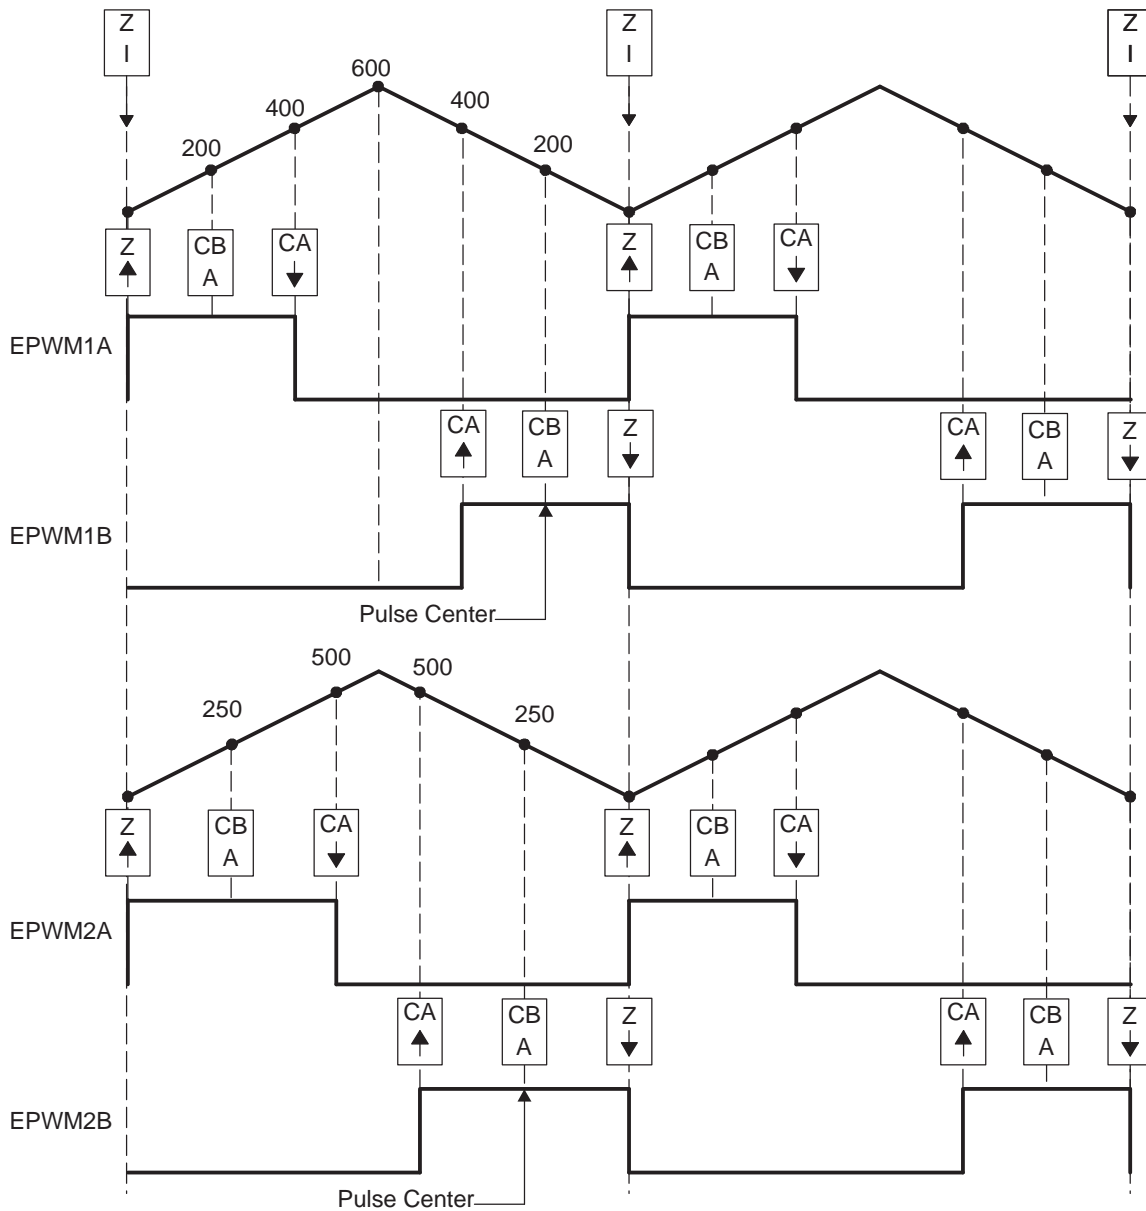 Z Z Z
I I I
600
400 400
200 200
Z CB CA Z CB CA
A A
EPWM1A
CA CB Z CA CB Z
A A
EPWM1B
Pulse Center
500 500
250 250
Z CB CA Z CB CA
A A
EPWM2A
CA CB Z CA CB Z
A A
EPWM2B
Pulse Center